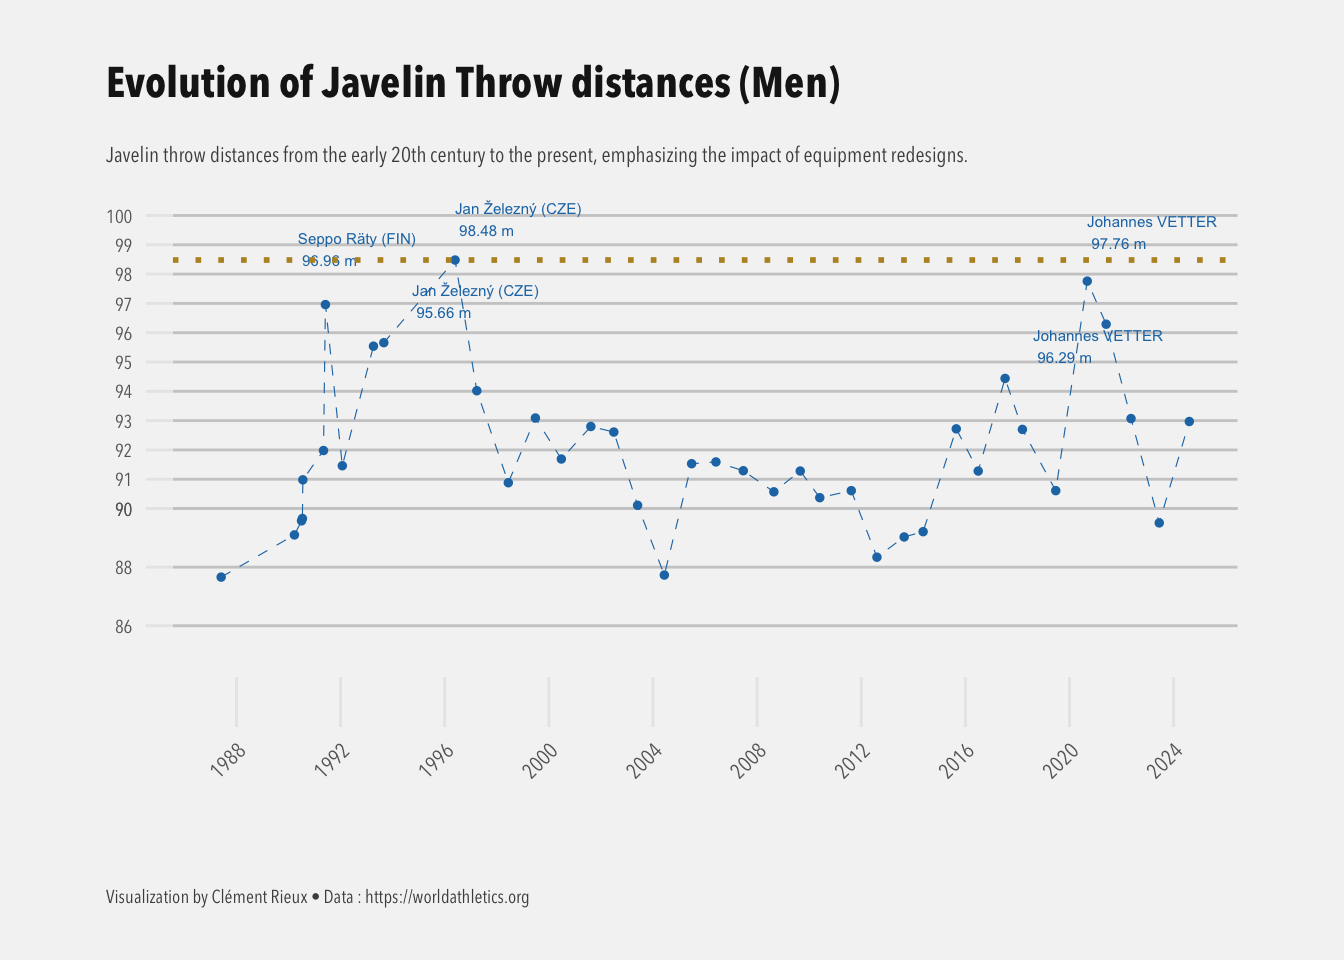 Evolution of Javelin Throw distances (Men)
Javelin throw distances from the early 20th century to the present, emphasizing the impact of equipment redesigns.
100
99
98
97
96
95
94
93
92
91
90
88
86
Jan Železný (CZE)
98.48 m
Seppo Räty (FIN)
96.96 m
Jan Železný (CZE)
95.66 m
Johannes VETTER
97.76 m
Johannes VETTER
96.29 m
1988
1992
1996
2000
2004
2008
2012
2016
2020
2024
Visualization by Clément Rieux • Data : https://worldathletics.org